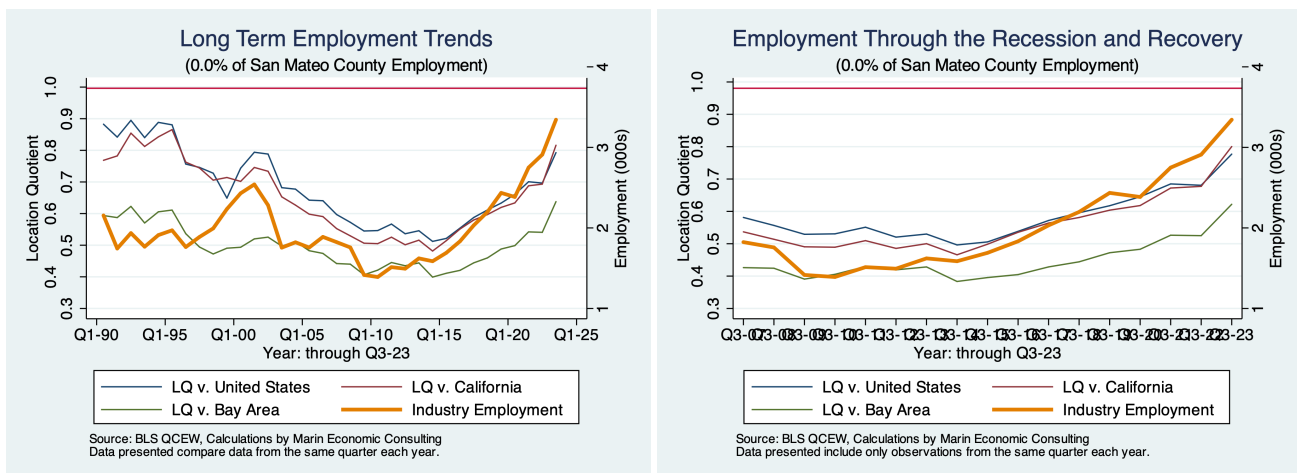 Long Term Employment Trends
(0.0% of San Mateo County Employment)
Location Quotient
1.0
0.9
0.8
0.7
0.6
0.5
0.4
0.3
4
3
2
1
Employment (000s)
Q1-90 Q1-95 Q1-00 Q1-05 Q1-10 Q1-15 Q1-20 Q1-25
Year: through Q3-23
LQ v. United States LQ v. California
LQ v. Bay Area Industry Employment
Source: BLS QCEW, Calculations by Marin Economic Consulting
Data presented compare data from the same quarter each year.
Employment Through the Recession and Recovery
(0.0% of San Mateo County Employment)
Location Quotient
1.0
0.9
0.8
0.7
0.6
0.5
0.4
0.3
4
3
2
1
Employment (000s)
Year: through Q3-23
LQ v. United States LQ v. California
LQ v. Bay Area Industry Employment
Source: BLS QCEW, Calculations by Marin Economic Consulting
Data presented include only observations from the same quarter each year.